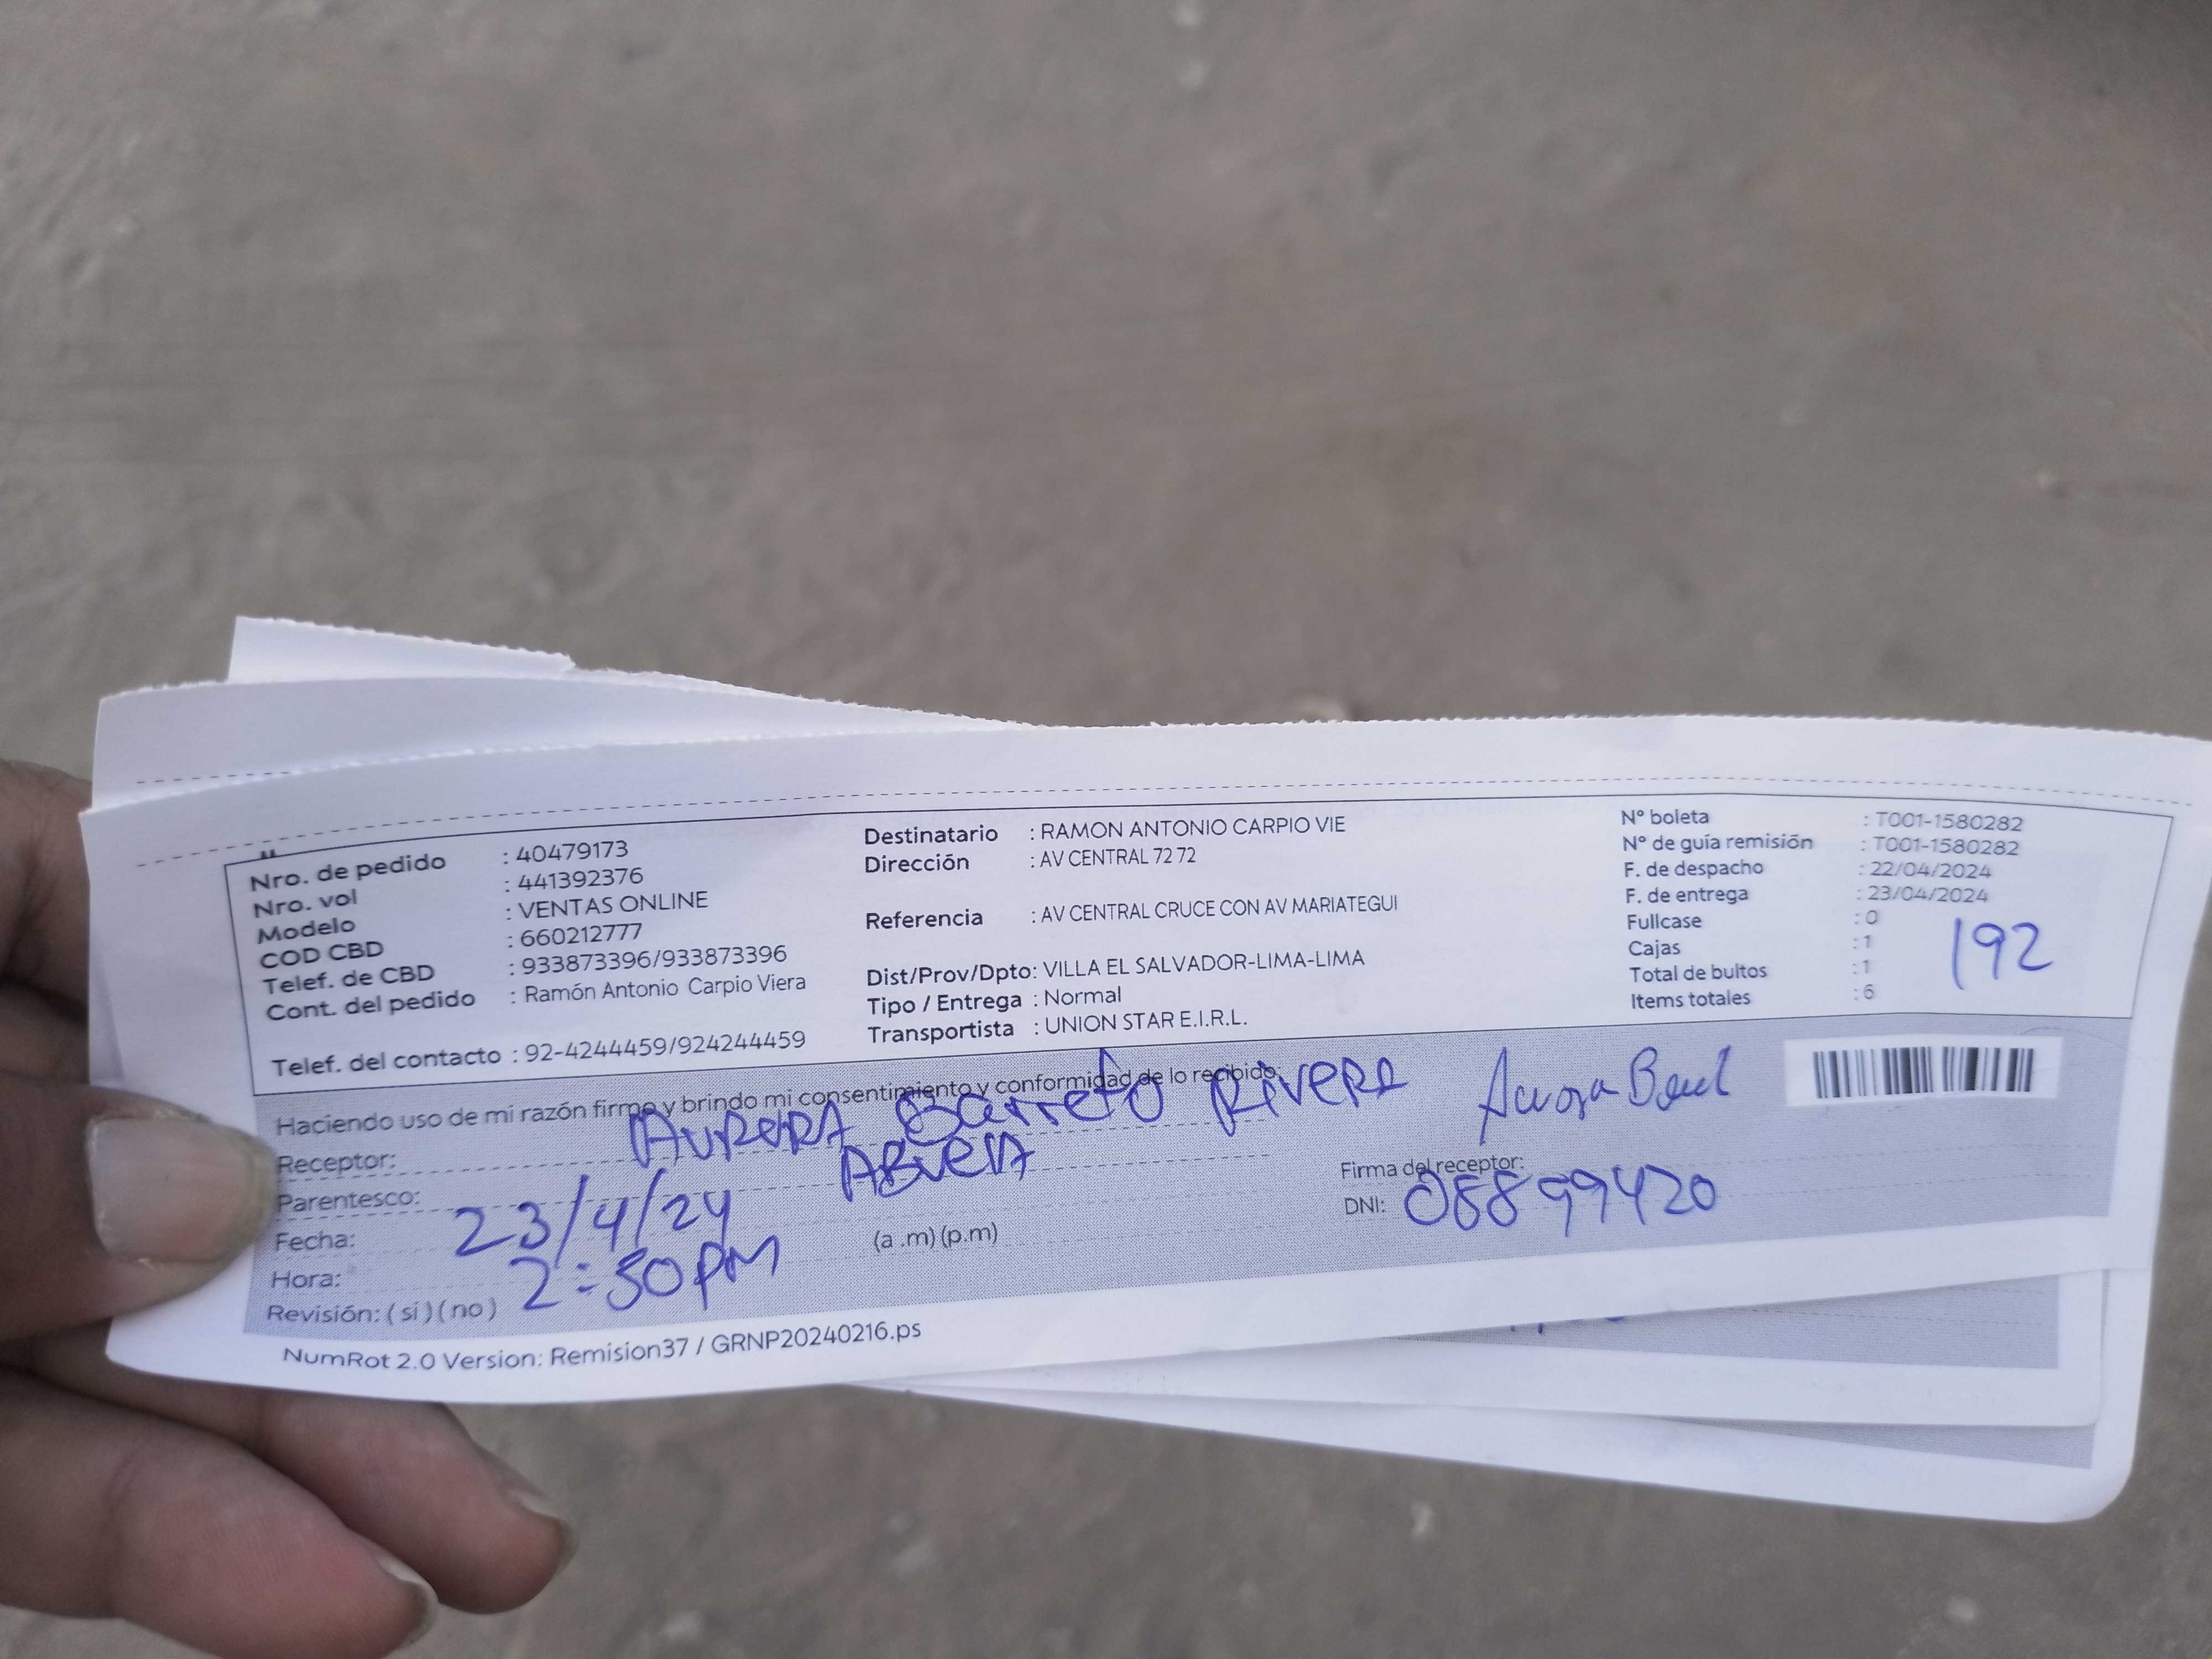 Nro. de pedido : 40479173
Nro. vol : 441392376
Modelo : VENTAS ONLINE
COD CBD : 660212777
Telef. de CBD : 933873396/933873396
Cont. del pedido : Ramón Antonio Carpio Viera
Telef. del contacto : 92-4244459/924244459
Destinatario : RAMON ANTONIO CARPIO VIE
Dirección : AV CENTRAL 72 72
Referencia : AV CENTRAL CRUCE CON AV MARIATEGUI
Dist/Prov/Dpto: VILLA EL SALVADOR-LIMA-LIMA
Tipo / Entrega : Normal
Transportista : UNION STAR E.I.R.L.
N° boleta : T001-1580282
N° de guía remisión : T001-1580282
F. de despacho : 22/04/2024
F. de entrega : 23/04/2024
Fullcase : 0
Cajas : 1
Total de bultos : 1
Items totales : 6
192
Haciendo uso de mi razón firmo y brindo mi consentimiento y conformidad de lo recibido:
Receptor: AURORA Barreto Rivera
Parentesco: ABUELA
Fecha: 23/4/24
Hora: 2:50 PM (a .m) (p.m)
Revisión: ( si ) ( no )
Firma del receptor:
DNI: 08899420
NumRot 2.0 Version: Remision37 / GRNP20240216.ps